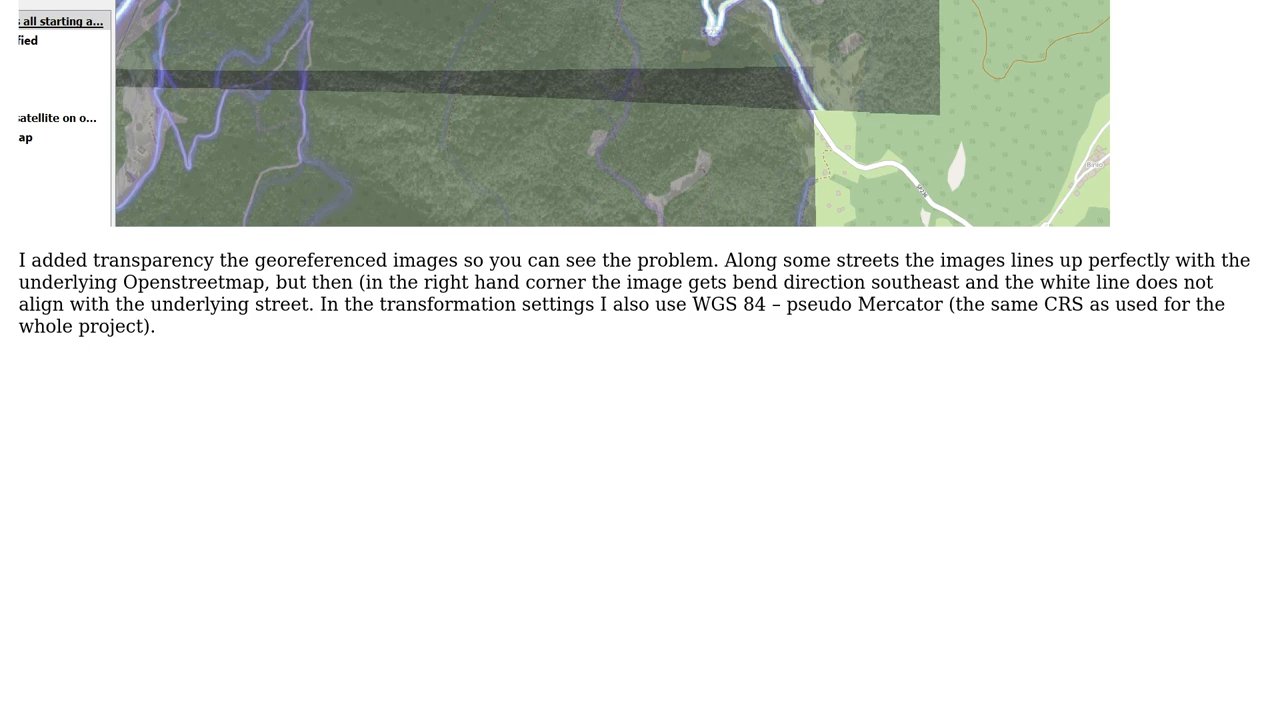 all starting a...
fied
satellite on o...
ap
I added transparency the georeferenced images so you can see the problem. Along some streets the images lines up perfectly with the
underlying Openstreetmap, but then (in the right hand corner the image gets bend direction southeast and the white line does not
align with the underlying street. In the transformation settings I also use WGS 84 – pseudo Mercator (the same CRS as used for the
whole project).